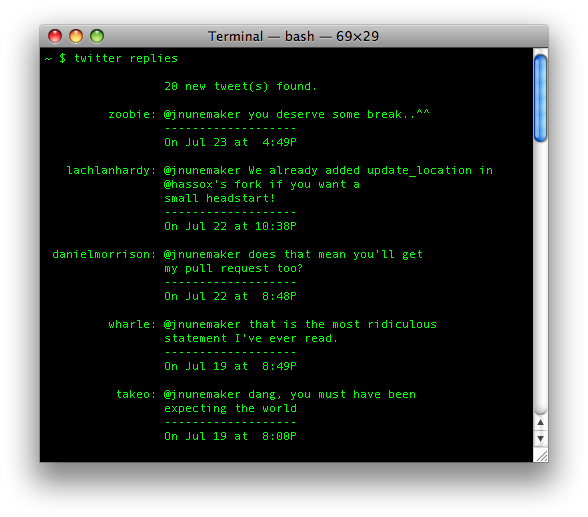 Terminal — bash — 69×29
~ $ twitter replies
20 new tweet(s) found.
zoobie: @jnunemaker you deserve some break..^^
-------------------
On Jul 23 at  4:49P
lachlanhardy: @jnunemaker We already added update_location in
@hassox's fork if you want a
small headstart!
-------------------
On Jul 22 at 10:38P
danielmorrison: @jnunemaker does that mean you'll get
my pull request too?
-------------------
On Jul 22 at  8:48P
wharle: @jnunemaker that is the most ridiculous
statement I've ever read.
-------------------
On Jul 19 at  8:49P
takeo: @jnunemaker dang, you must have been
expecting the world
-------------------
On Jul 19 at  8:00P